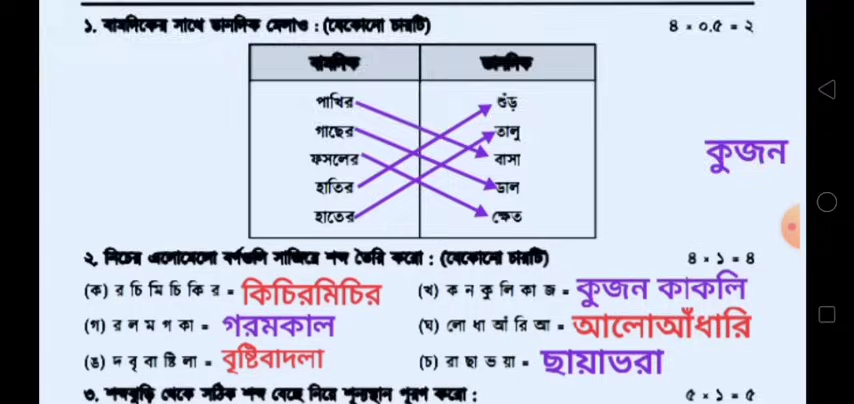 ১. বামদিকের সাথে ডানদিক মেলাও : (যেকোনো চারটি) ৪ × ০.৫ = ২
বামদিক ডানদিক
পাখির শুঁড়
গাছের তালু
ফসলের বাসা
হাতির ডাল
হাতের ক্ষেত
কুজন
২. নিচের এলোমেলো বর্ণগুলি সাজিয়ে শব্দ তৈরি করো : (যেকোনো চারটি) ৪ × ১ = ৪
(ক) র চি মি চি কি র = কিচিরমিচির (খ) ক ন কু লি কা জ = কুজন কাকলি
(গ) র ল ম গ কা = গরমকাল (ঘ) লো ধা আঁ রি আ = আলোআঁধারি
(ঙ) দ বৃ বা ষ্টি লা = বৃষ্টিবাদলা (চ) রা ছা ভ য়া = ছায়াভরা
৩. শব্দঝুড়ি থেকে সঠিক শব্দ বেছে নিয়ে শূন্যস্থান পূরণ করো : ৫ × ১ = ৫